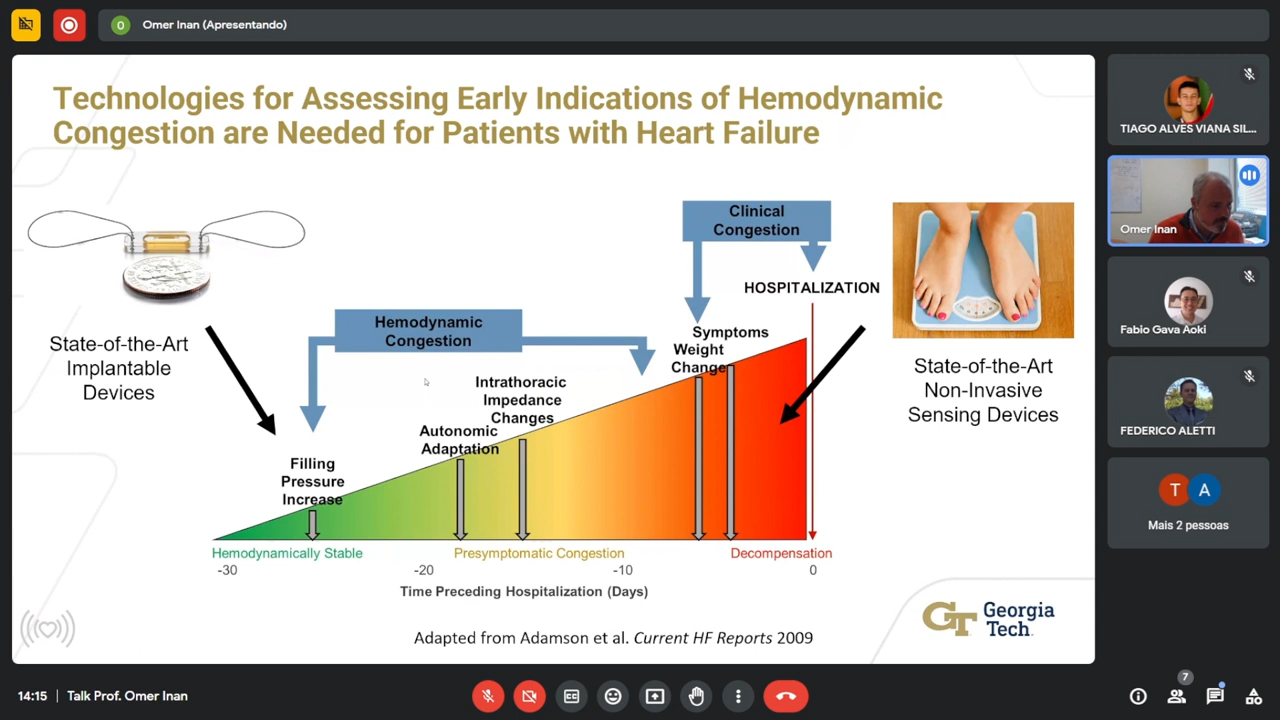 O
Omer Inan (Apresentando)
Technologies for Assessing Early Indications of Hemodynamic
Congestion are Needed for Patients with Heart Failure
Clinical
Congestion
HOSPITALIZATION
Hemodynamic
Congestion
State-of-the-Art
Implantable
Devices
Symptoms
Weight
Change
State-of-the-Art
Non-Invasive
Sensing Devices
Intrathoracic
Impedance
Changes
Autonomic
Adaptation
Filling
Pressure
Increase
Hemodynamically Stable
Presymptomatic Congestion
Decompensation
-30
-20
-10
0
Time Preceding Hospitalization (Days)
Adapted from Adamson et al. Current HF Reports 2009
GT
Georgia
Tech
TIAGO ALVES VIANA SIL...
Omer Inan
Fabio Gava Aoki
FEDERICO ALETTI
T
A
Mais 2 pessoas
14:15 | Talk Prof. Omer Inan
CC
7